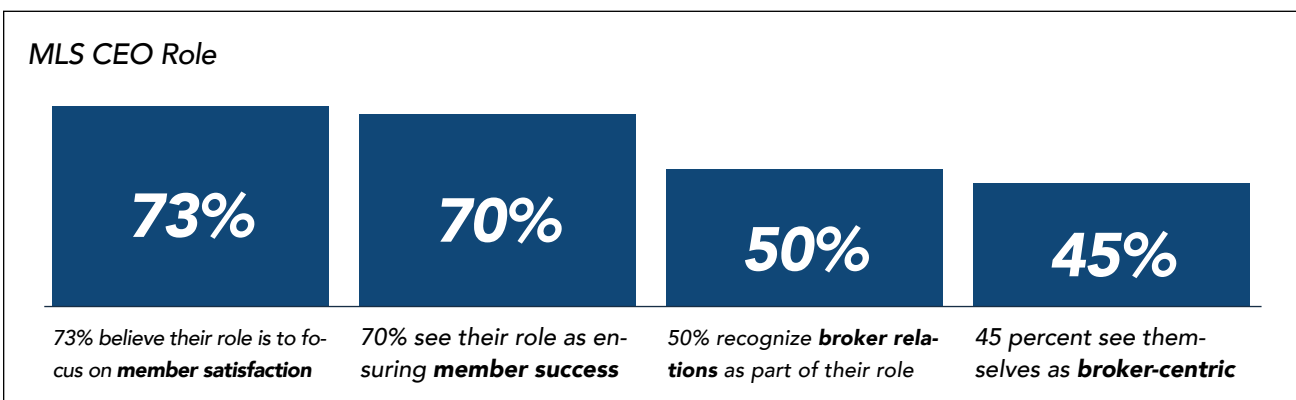 MLS CEO Role
73%
70%
50%
45%
73% believe their role is to fo-
cus on member satisfaction
70% see their role as en-
suring member success
50% recognize broker rela-
tions as part of their role
45 percent see them-
selves as broker-centric